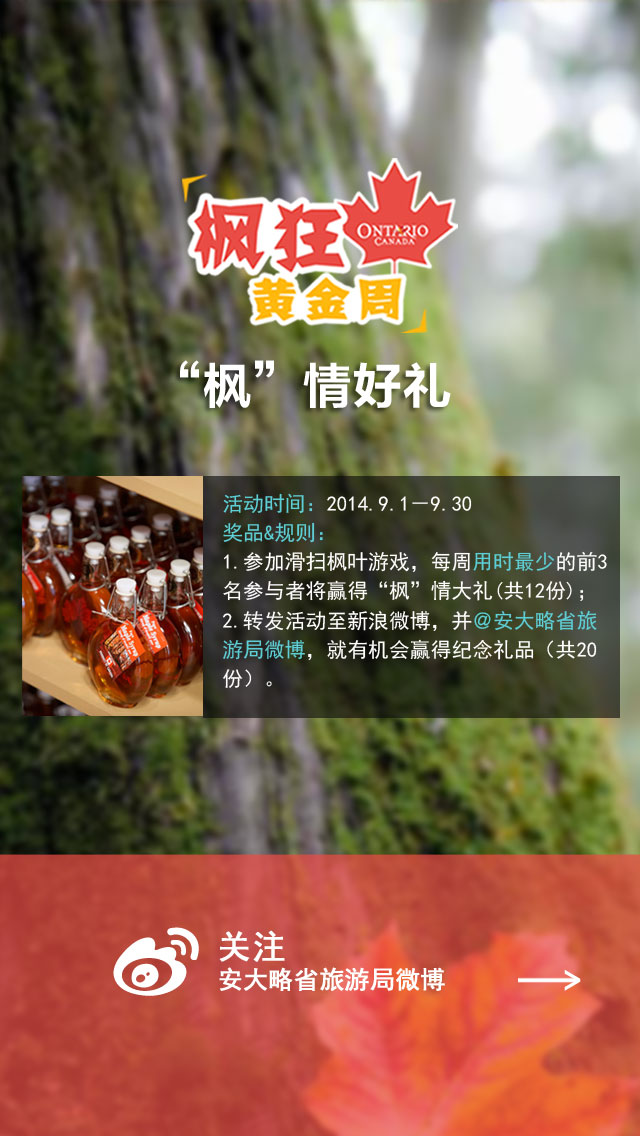 枫狂
ONTARIO
CANADA
黄金周
“枫”情好礼
活动时间：2014.9.1－9.30
奖品&规则：
1.参加滑扫枫叶游戏，每周用时最少的前3
名参与者将赢得“枫”情大礼(共12份)；
2.转发活动至新浪微博，并@安大略省旅
游局微博，就有机会赢得纪念礼品（共20
份）。
关注
安大略省旅游局微博